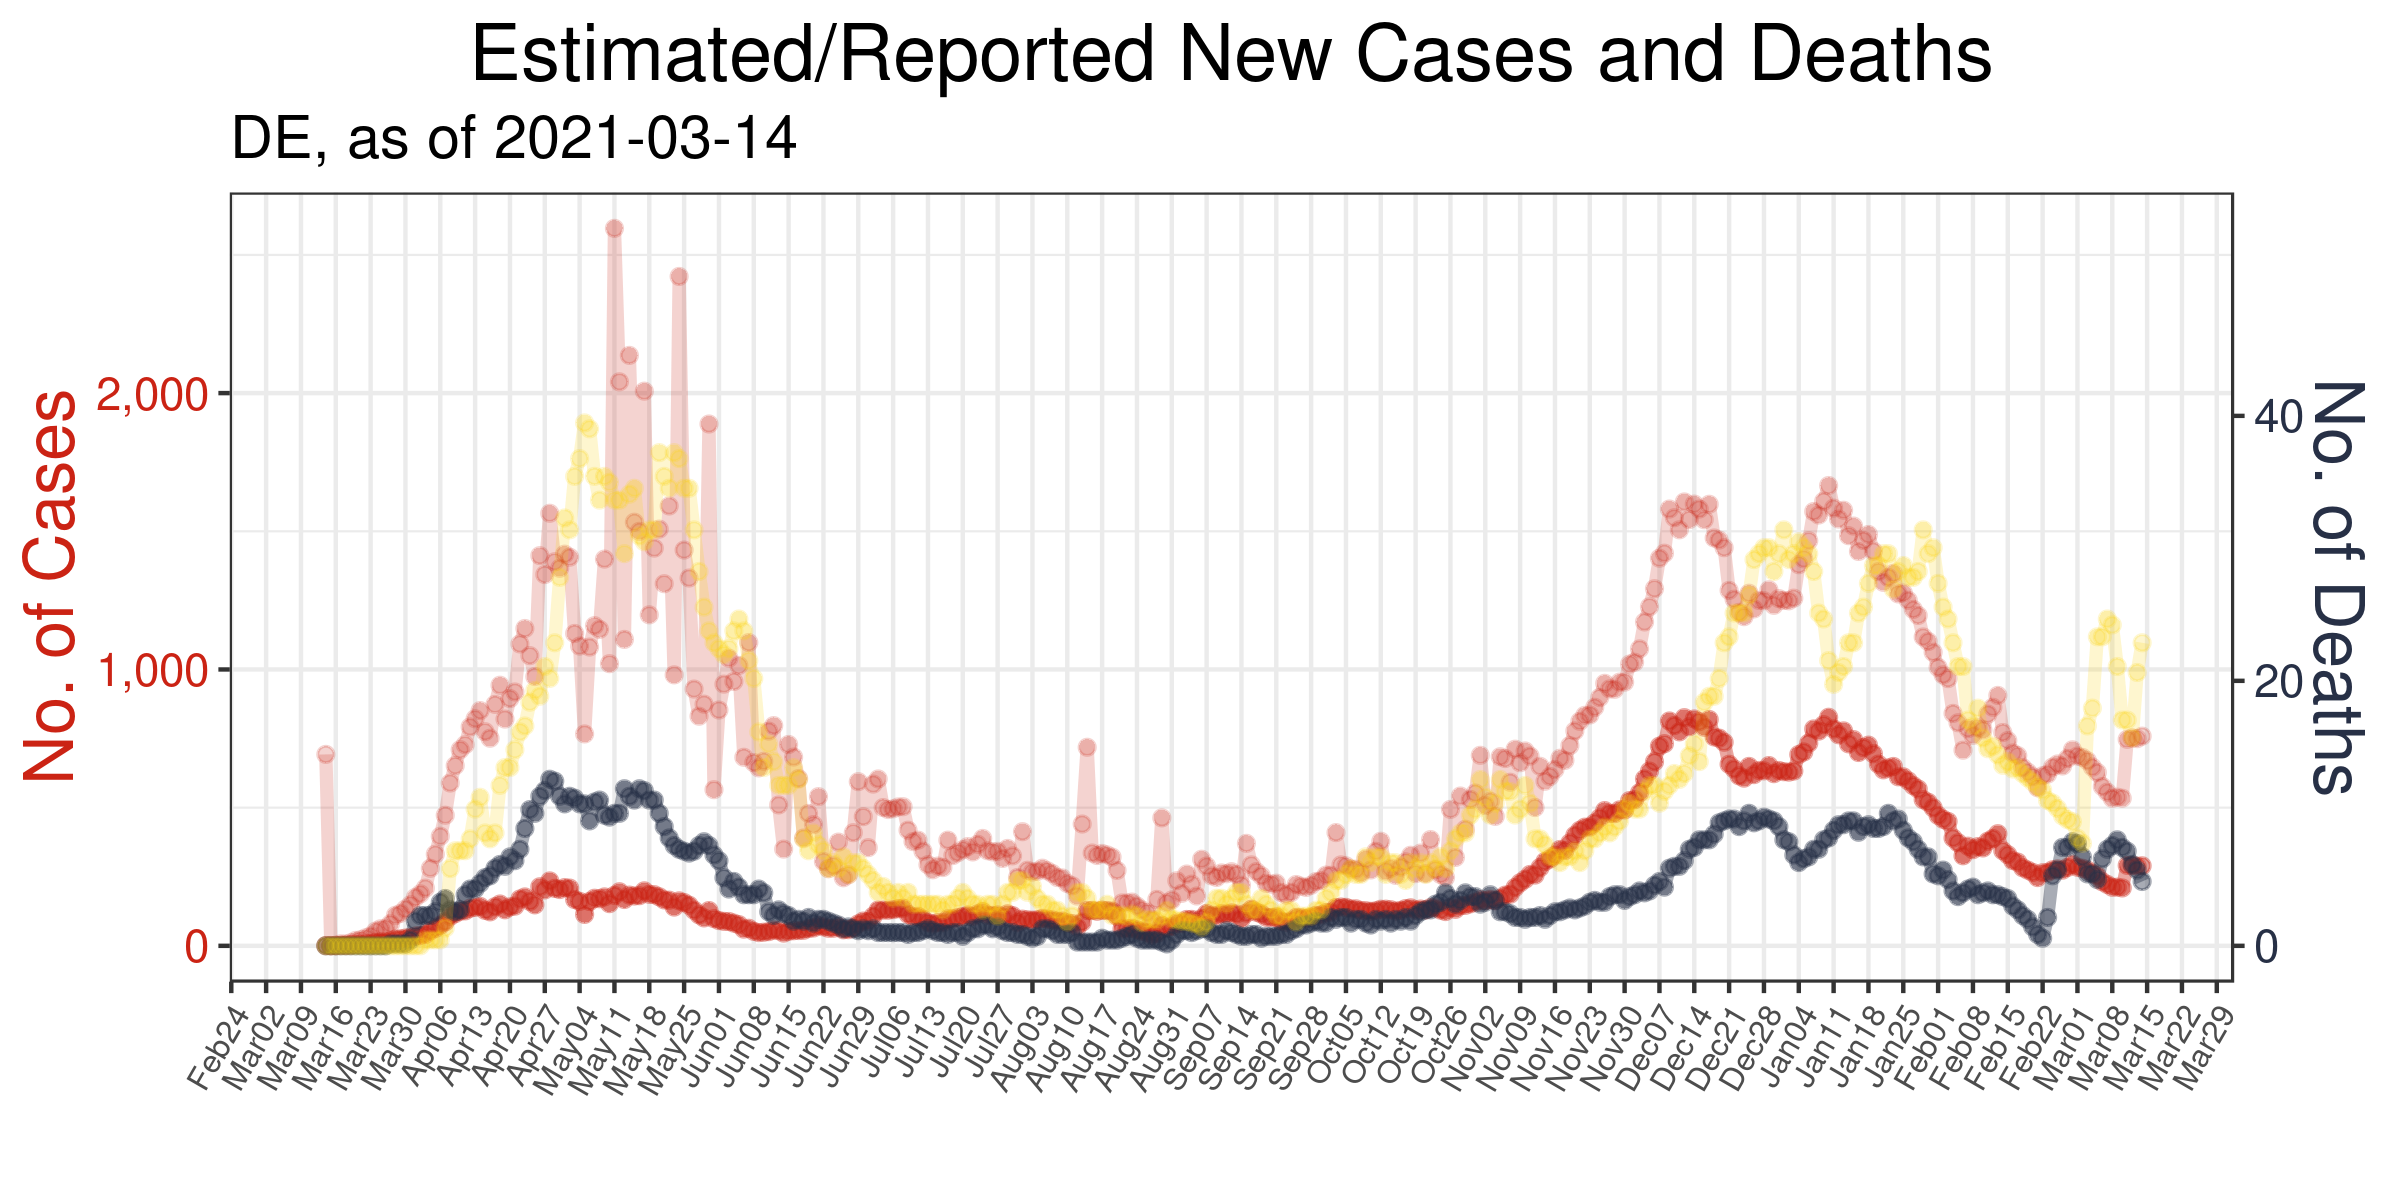 Estimated/Reported New Cases and Deaths
DE, as of 2021-03-14
No. of Cases
2,000
1,000
0
No. of Deaths
40
20
0
Feb24
Mar02
Mar09
Mar16
Mar23
Mar30
Apr06
Apr13
Apr20
Apr27
May04
May11
May18
May25
Jun01
Jun08
Jun15
Jun22
Jun29
Jul06
Jul13
Jul20
Jul27
Aug03
Aug10
Aug17
Aug24
Aug31
Sep07
Sep14
Sep21
Sep28
Oct05
Oct12
Oct19
Oct26
Nov02
Nov09
Nov16
Nov23
Nov30
Dec07
Dec14
Dec21
Dec28
Jan04
Jan11
Jan18
Jan25
Feb01
Feb08
Feb15
Feb22
Mar01
Mar08
Mar15
Mar22
Mar29